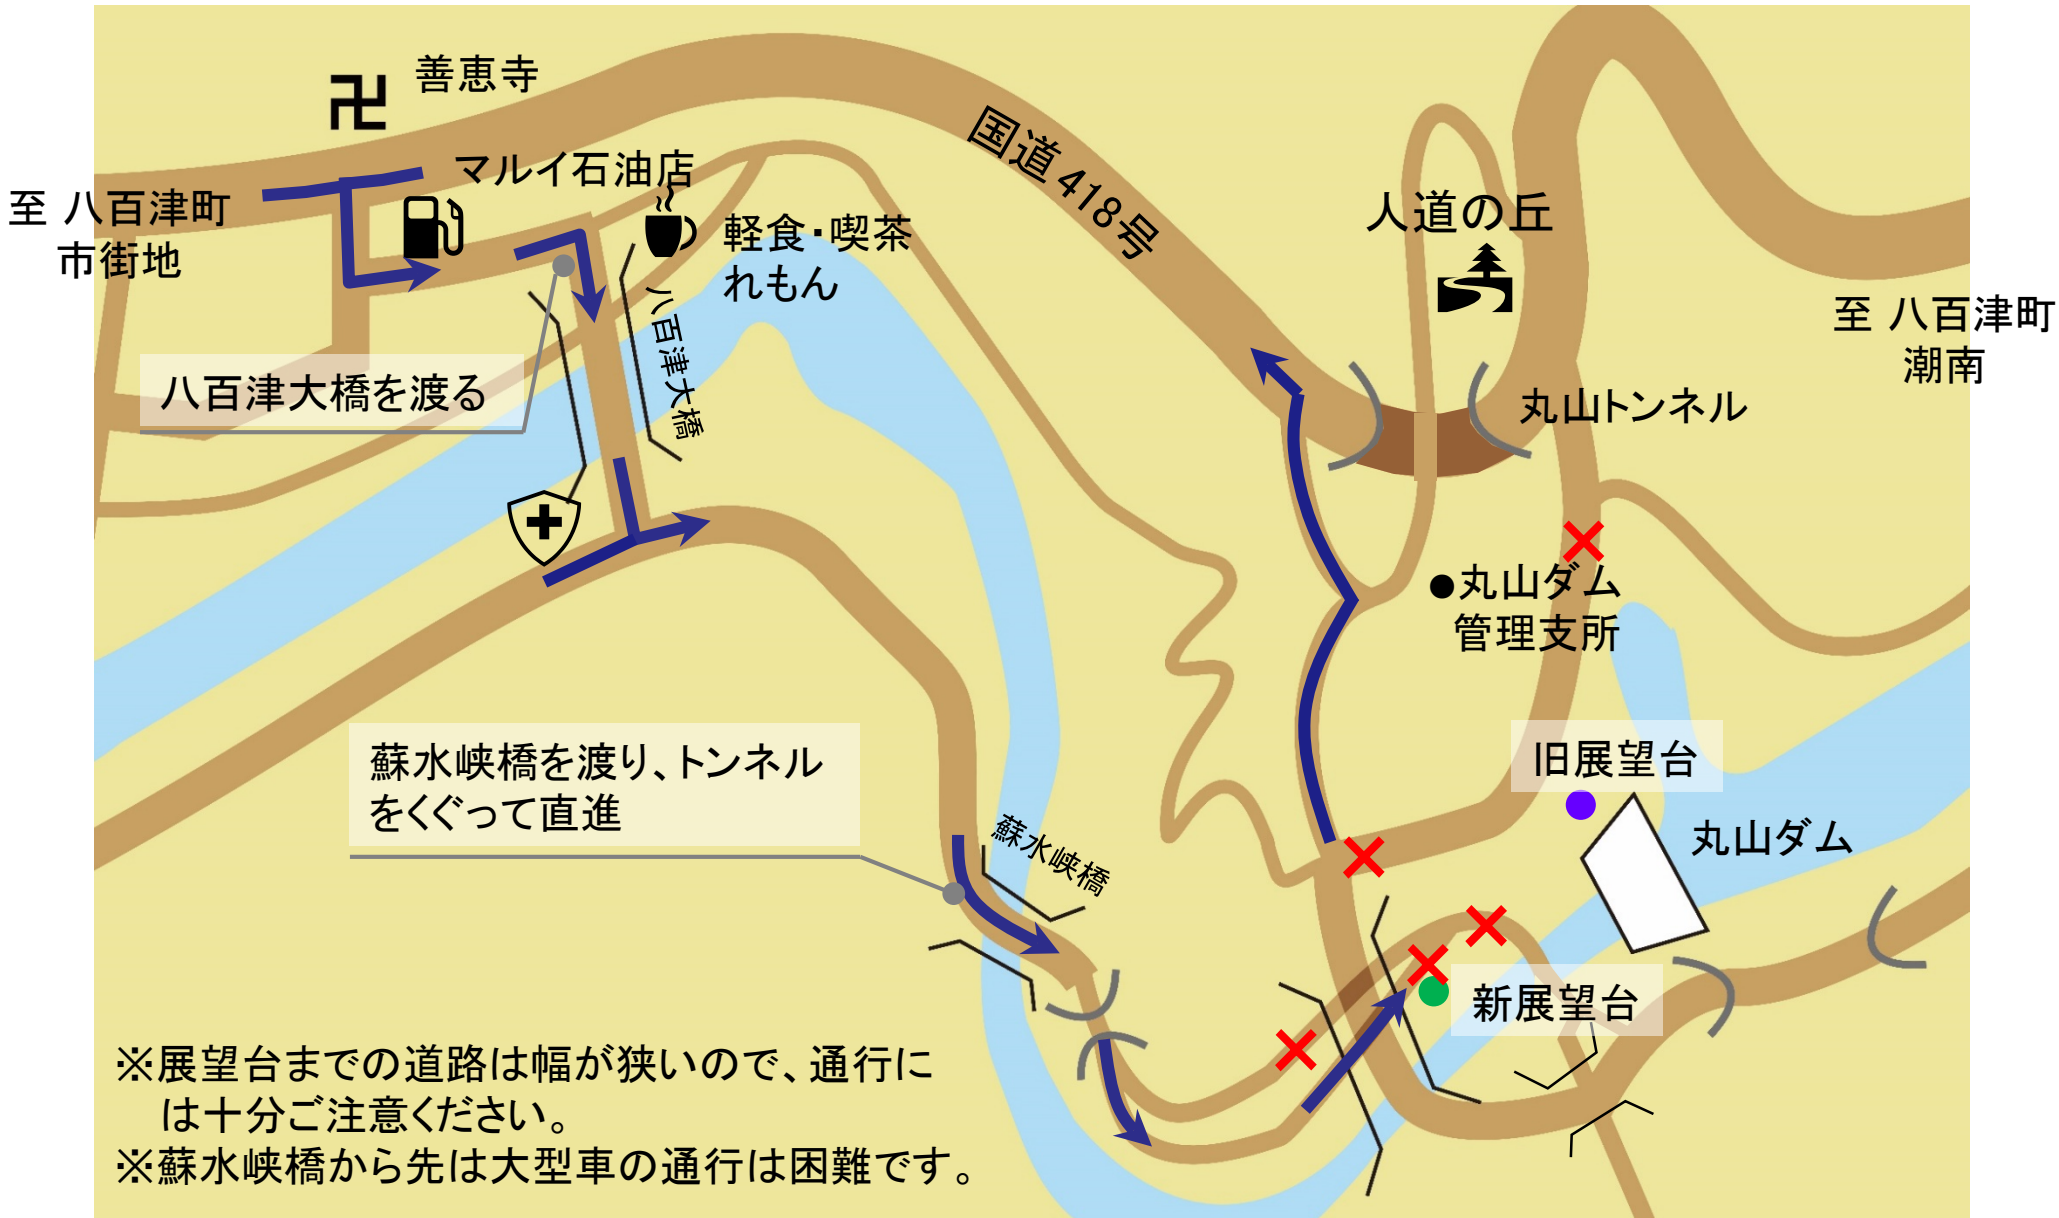 善恵寺
マルイ石油店
至 八百津町
市街地
軽食・喫茶
れもん
国道418号
人道の丘
至 八百津町
潮南
八百津大橋
八百津大橋を渡る
丸山トンネル
丸山ダム
管理支所
蘇水峡橋を渡り、トンネル
をくぐって直進
旧展望台
丸山ダム
蘇水峡橋
新展望台
※展望台までの道路は幅が狭いので、通行に
は十分ご注意ください。
※蘇水峡橋から先は大型車の通行は困難です。